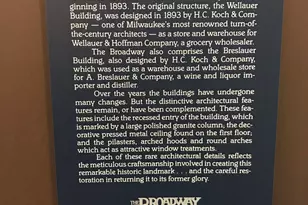 ginning in 1893. The original structure, the Wellauer
Building, was designed in 1893 by H.C. Koch & Com-
pany — one of Milwaukee's most renowned turn-of-
the-century architects — as a store and warehouse for
Wellauer & Hoffman Company, a grocery wholesaler.
The Broadway also comprises the Breslauer
Building, also designed by H.C. Koch & Company,
which was used as a warehouse and wholesale store
for A. Breslauer & Company, a wine and liquor im-
porter and distiller.
Over the years the buildings have undergone
many changes. But the distinctive architectural fea-
tures remain, or have been complemented. These fea-
tures include the recessed entry of the building, which
is marked by a large polished granite column, the dec-
orative pressed metal ceiling found on the first floor,
and the pilasters, arched hoods and round arches
which act as attractive window treatments.
Each of these rare architectural details reflects
the meticulous craftsmanship involved in creating this
remarkable historic landmark . . . and the careful res-
toration in returning it to its former glory.
THE BROADWAY